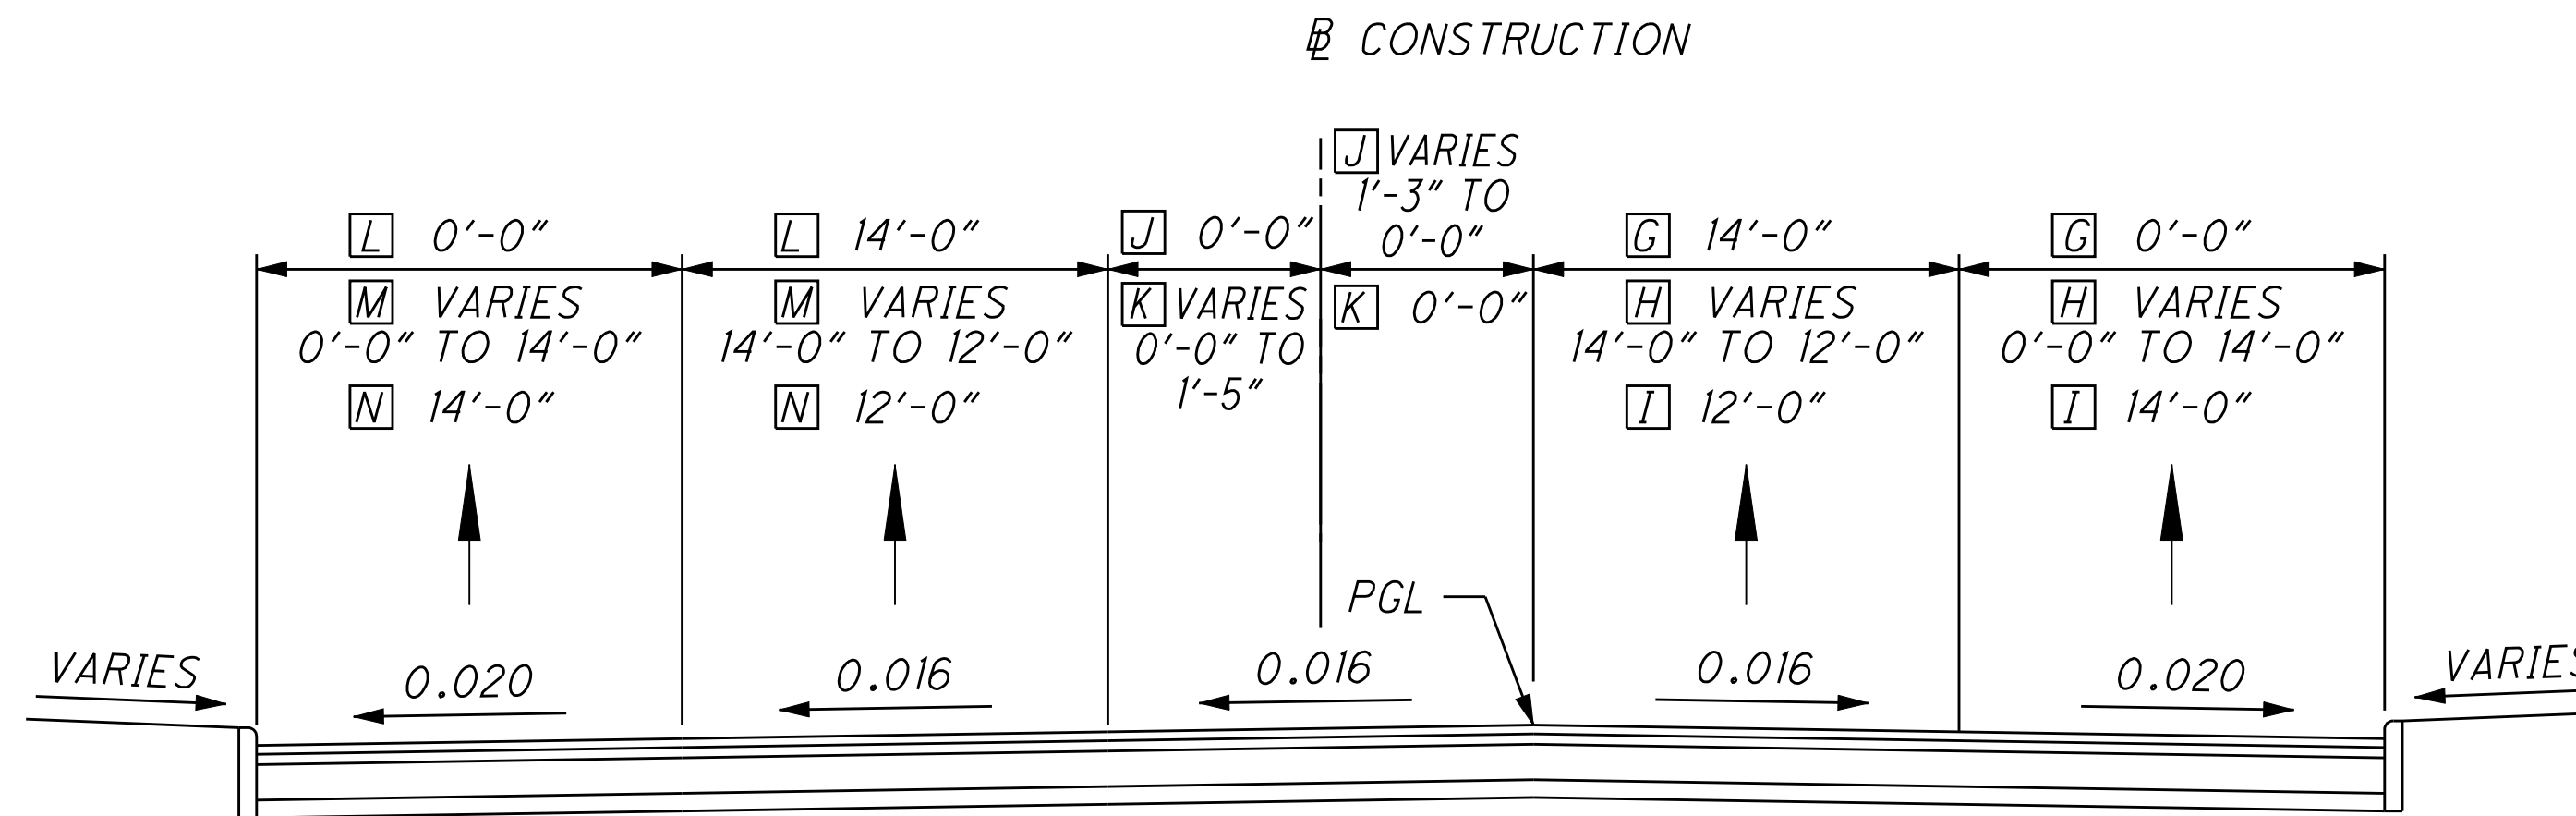 ℄ CONSTRUCTION
J VARIES
1'-3" TO
0'-0"
L 0'-0"
L 14'-0"
J 0'-0"
G 14'-0"
G 0'-0"
M VARIES
0'-0" TO 14'-0"
N 14'-0"
M VARIES
14'-0" TO 12'-0"
N 12'-0"
K VARIES
0'-0" TO
1'-5"
K 0'-0"
H VARIES
14'-0" TO 12'-0"
I 12'-0"
H VARIES
0'-0" TO 14'-0"
I 14'-0"
PGL
VARIES
0.020
0.016
0.016
0.016
0.020
VARIES